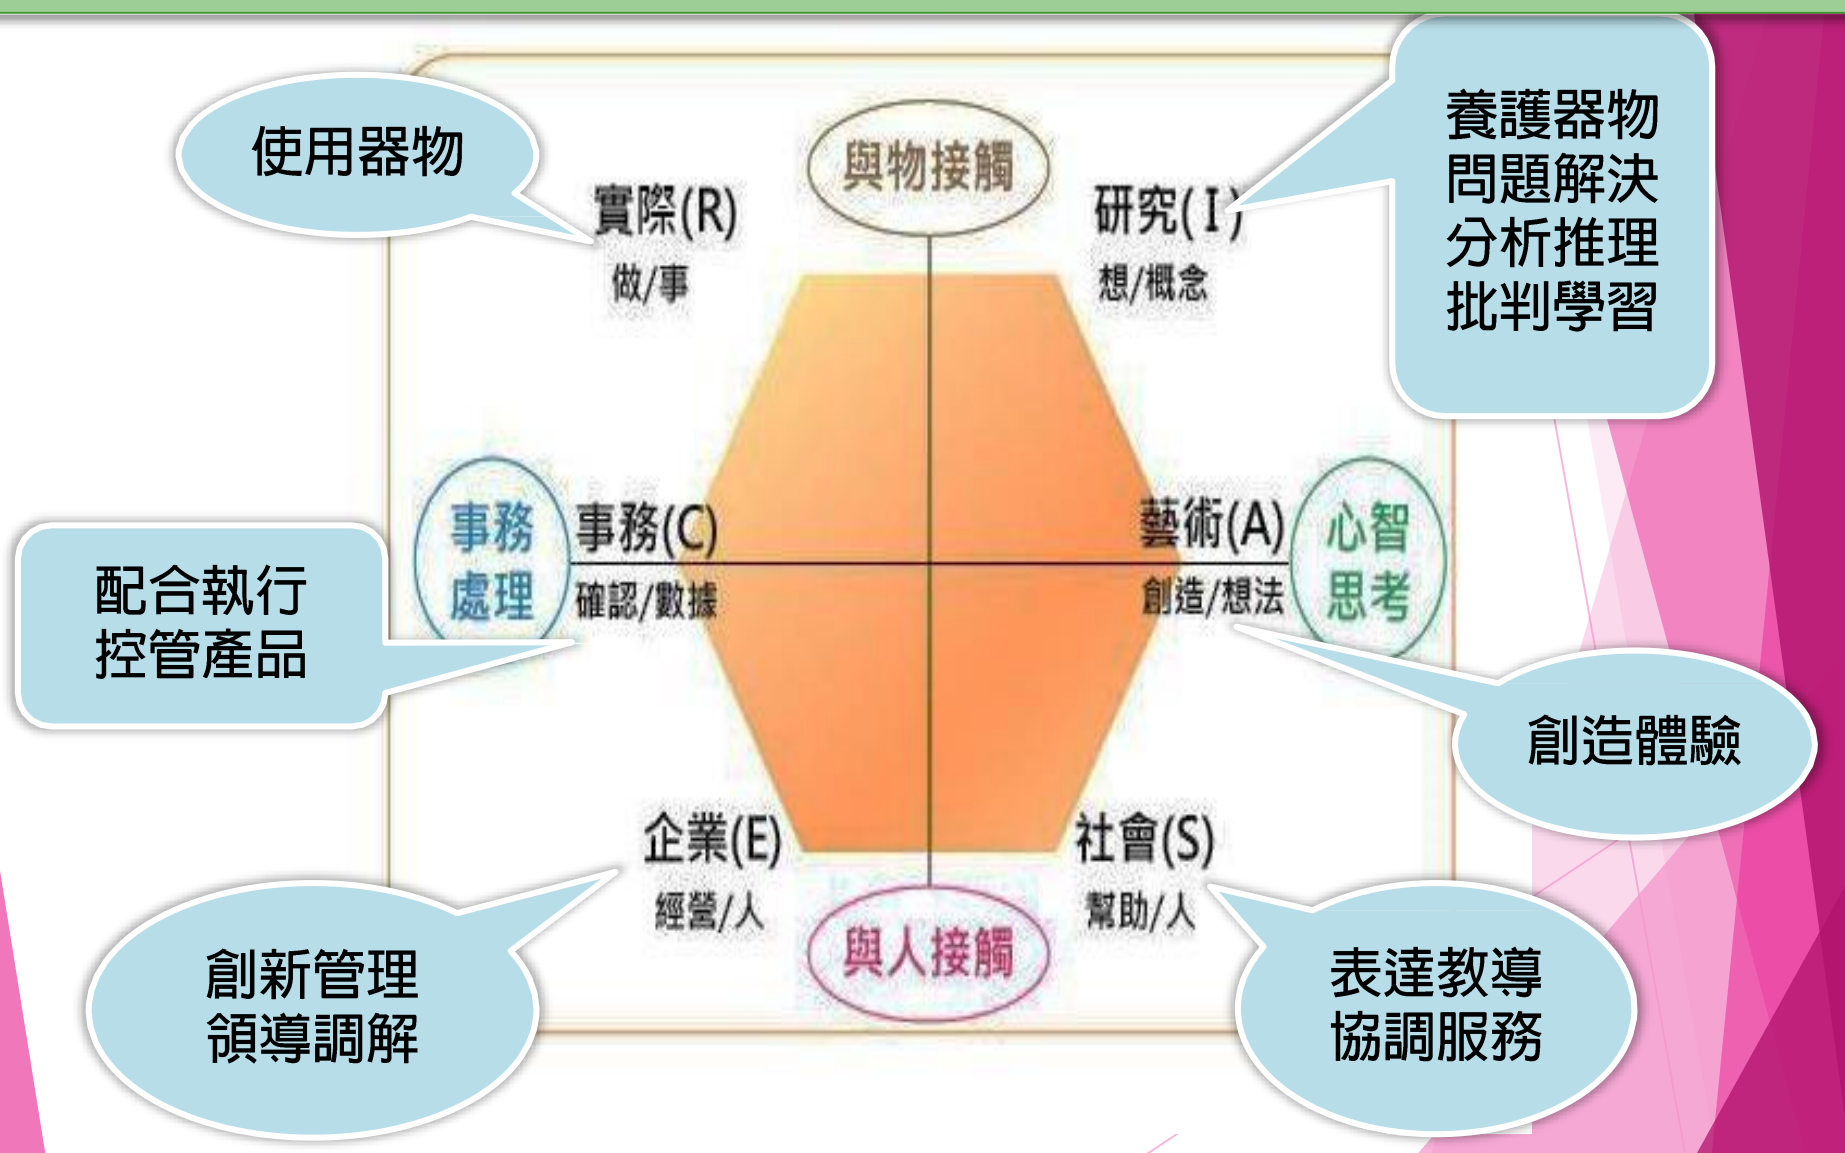 使用器物
養護器物
問題解決
分析推理
批判學習
與物接觸
實際(R)
做/事
研究(I)
想/概念
事務
處理
事務(C)
確認/數據
藝術(A)
創造/想法
心智
思考
配合執行
控管產品
創造體驗
企業(E)
經營/人
社會(S)
幫助/人
與人接觸
創新管理
領導調解
表達教導
協調服務